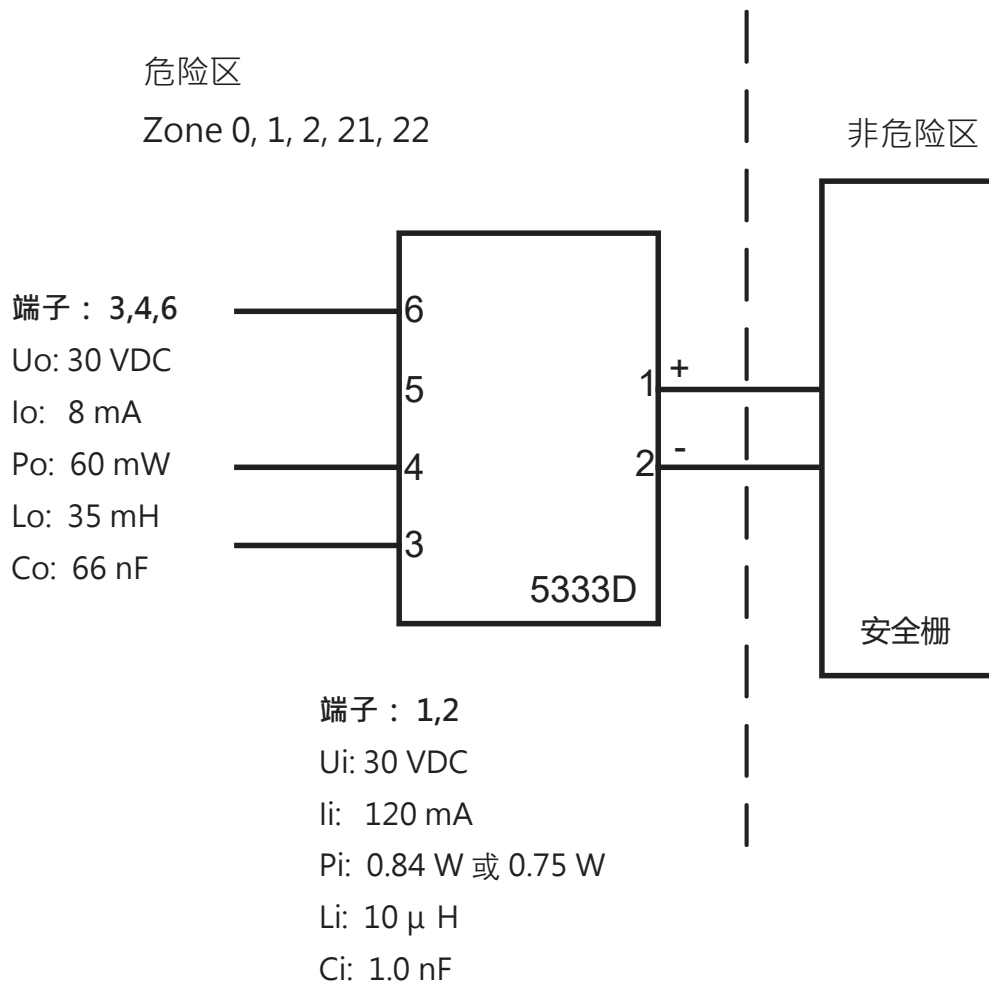 危险区
Zone 0, 1, 2, 21, 22
非危险区
端子： 3,4,6
Uo: 30 VDC
Io: 8 mA
Po: 60 mW
Lo: 35 mH
Co: 66 nF
6
5
4
3
1 +
2 -
5333D
安全栅
端子： 1,2
Ui: 30 VDC
Ii: 120 mA
Pi: 0.84 W 或 0.75 W
Li: 10 μ H
Ci: 1.0 nF